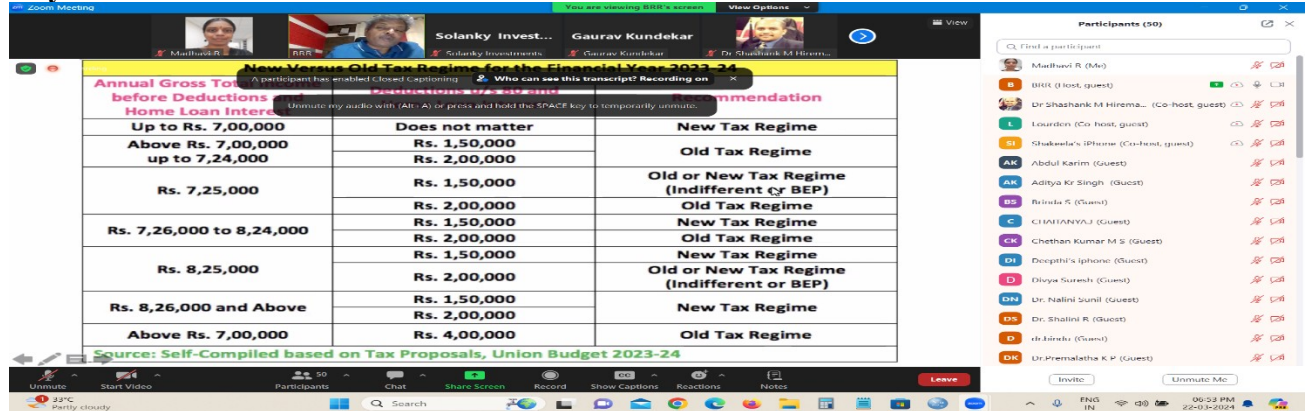 Zoom Meeting
You are viewing BRR's screen
View Options
Madhavi R
BRR
Solanky Invest...
Solanky Investments
Gaurav Kundekar
Gaurav Kundekar
Dr Shashank M Hirem...
View
New Versus Old Tax Regime for the Financial Year 2023-24
A participant has enabled Closed Captioning
Who can see this transcript? Recording on
Unmute my audio with (Alt+A) or press and hold the SPACE key to temporarily unmute.
Annual Gross Total Income
before Deductions and
Home Loan Interest
Deductions u/s 80 and
Recommendation
Up to Rs. 7,00,000
Does not matter
New Tax Regime
Above Rs. 7,00,000
up to 7,24,000
Rs. 1,50,000
Rs. 2,00,000
Old Tax Regime
Rs. 7,25,000
Rs. 1,50,000
Old or New Tax Regime
(Indifferent or BEP)
Rs. 2,00,000
Old Tax Regime
Rs. 7,26,000 to 8,24,000
Rs. 1,50,000
New Tax Regime
Rs. 2,00,000
Old Tax Regime
Rs. 8,25,000
Rs. 1,50,000
New Tax Regime
Rs. 2,00,000
Old or New Tax Regime
(Indifferent or BEP)
Rs. 8,26,000 and Above
Rs. 1,50,000
Rs. 2,00,000
New Tax Regime
Above Rs. 7,00,000
Rs. 4,00,000
Old Tax Regime
Source: Self-Compiled based on Tax Proposals, Union Budget 2023-24
Participants (50)
Find a participant
Madhavi R (Me)
B BRR (Host, guest)
Dr Shashank M Hirema... (Co-host, guest)
L Lourden (Co-host, guest)
SI Shakeela's iPhone (Co-host, guest)
AK Abdul Karim (Guest)
AK Aditya Kr Singh (Guest)
BS Brinda S (Guest)
C CHAITANYA.J (Guest)
CK Chethan Kumar M S (Guest)
DI Deepthi's iphone (Guest)
D Divya Suresh (Guest)
DN Dr. Nalini Sunil (Guest)
DS Dr. Shalini R (Guest)
D dr.bindu (Guest)
DK Dr.Premalatha K P (Guest)
Invite
Unmute Me
Unmute
Start Video
50
Participants
Chat
Share Screen
Record
CC
Show Captions
Reactions
Notes
Leave
33°C
Partly cloudy
Search
ENG
IN
06:53 PM
22-03-2024